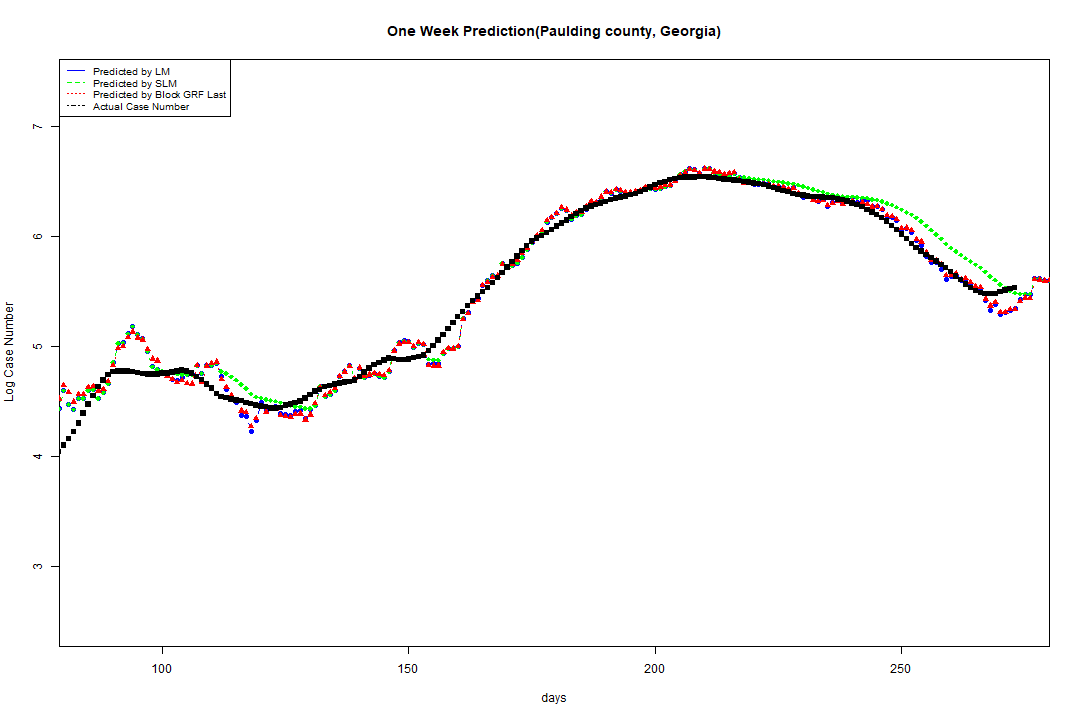 One Week Prediction(Paulding county, Georgia)
Predicted by LM
Predicted by SLM
Predicted by Block GRF Last
Actual Case Number
7
6
5
4
3
Log Case Number
100 150 200 250
days